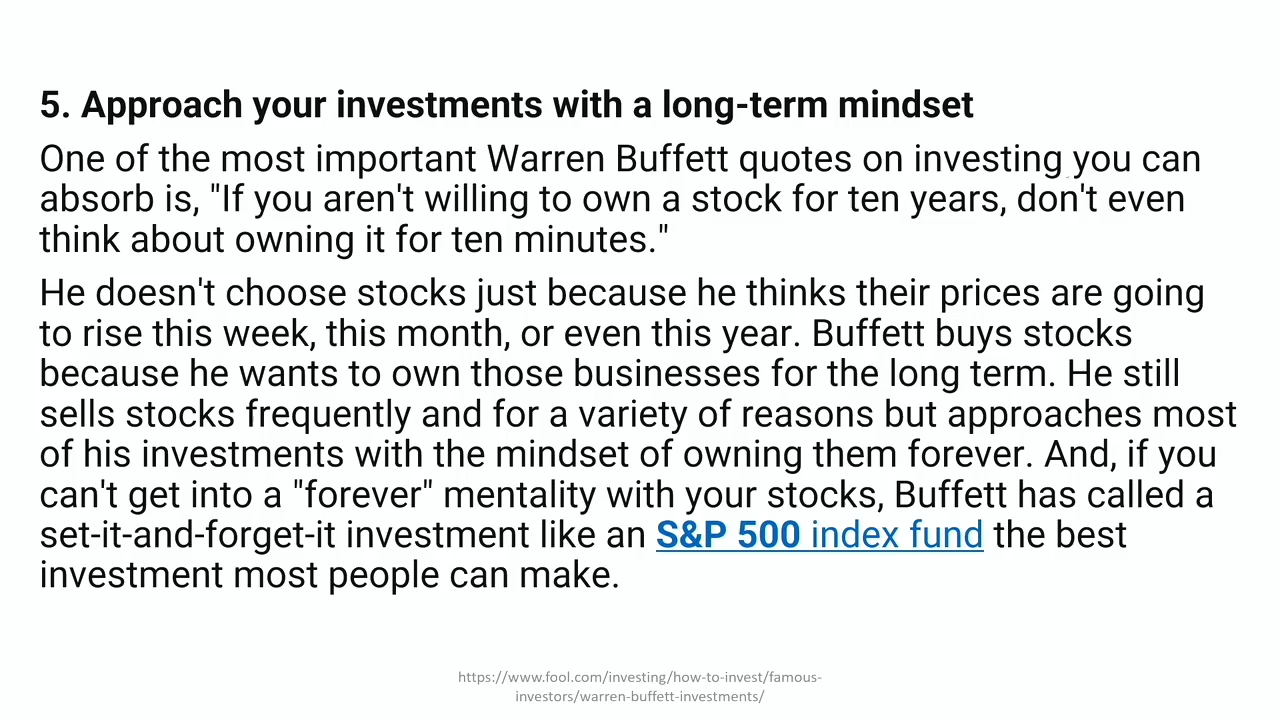 5. Approach your investments with a long-term mindset
One of the most important Warren Buffett quotes on investing you can
absorb is, "If you aren't willing to own a stock for ten years, don't even
think about owning it for ten minutes."
He doesn't choose stocks just because he thinks their prices are going
to rise this week, this month, or even this year. Buffett buys stocks
because he wants to own those businesses for the long term. He still
sells stocks frequently and for a variety of reasons but approaches most
of his investments with the mindset of owning them forever. And, if you
can't get into a "forever" mentality with your stocks, Buffett has called a
set-it-and-forget-it investment like an S&P 500 index fund the best
investment most people can make.
https://www.fool.com/investing/how-to-invest/famous-
investors/warren-buffett-investments/